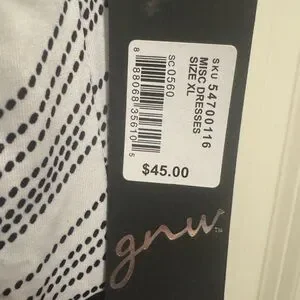 SKU 54700116
MISC DRESSES
SIZE XL
SC0560
8 88068 35610 5
$45.00
gnw